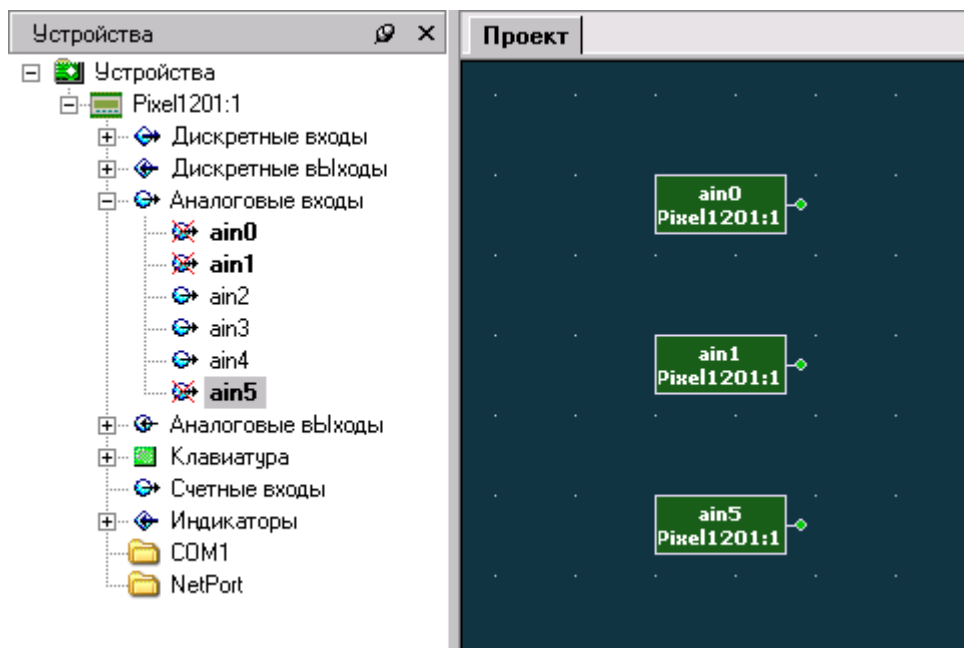 Устройства
Устройства
Pixel1201:1
Дискретные входы
Дискретные вЫходы
Аналоговые входы
ain0
ain1
ain2
ain3
ain4
ain5
Аналоговые вЫходы
Клавиатура
Счетные входы
Индикаторы
COM1
NetPort
Проект
ain0
Pixel1201:1
ain1
Pixel1201:1
ain5
Pixel1201:1